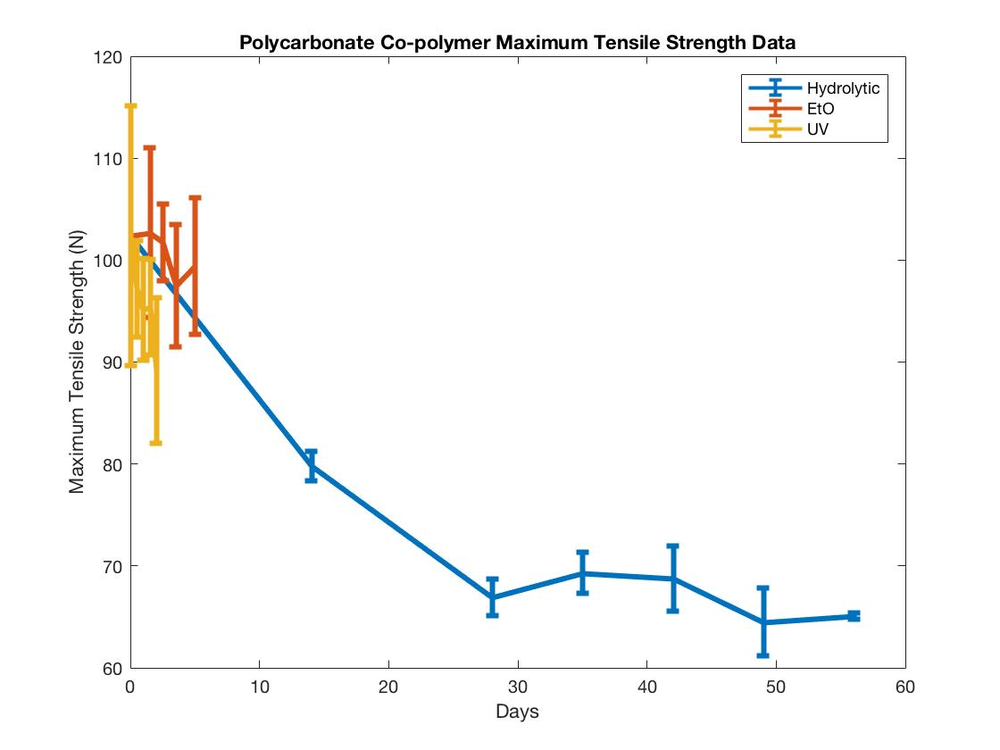 Polycarbonate Co-polymer Maximum Tensile Strength Data
120
110
100
90
80
70
60
Maximum Tensile Strength (N)
Hydrolytic
EtO
UV
0 10 20 30 40 50 60
Days